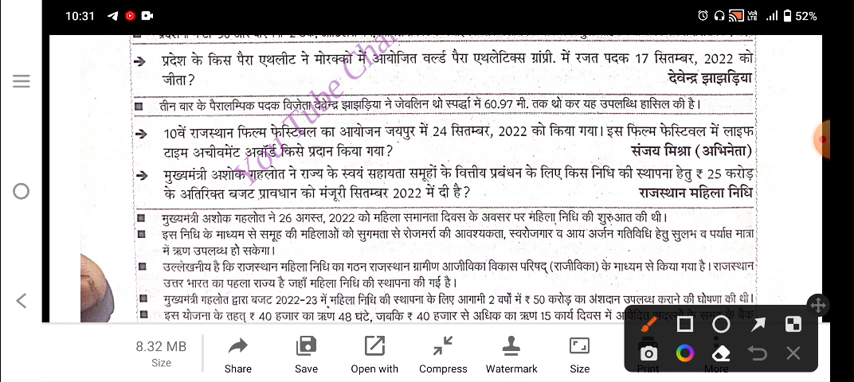 10:31
52%
→ प्रदेश के किस पैरा एथलीट ने मोरक्कों में आयोजित वर्ल्ड पैरा एथलेटिक्स ग्रांप्री. में रजत पदक 17 सितम्बर, 2022 को
जीता? देवेन्द्र झाझड़िया
■ तीन बार के पैरालम्पिक पदक विजेता देवेन्द्र झाझड़िया ने जेवलिन थ्रो स्पर्द्धा में 60.97 मी. तक थ्रो कर यह उपलब्धि हासिल की है।
→ 10वें राजस्थान फिल्म फेस्टिवल का आयोजन जयपुर में 24 सितम्बर, 2022 को किया गया। इस फिल्म फेस्टिवल में लाइफ
टाइम अचीवमेंट अवॉर्ड किसे प्रदान किया गया? संजय मिश्रा (अभिनेता)
→ मुख्यमंत्री अशोक गहलोत ने राज्य के स्वयं सहायता समूहों के वित्तीय प्रबंधन के लिए किस निधि की स्थापना हेतु ₹ 25 करोड़
के अतिरिक्त बजट प्रावधान को मंजूरी सितम्बर 2022 में दी है? राजस्थान महिला निधि
■ मुख्यमंत्री अशोक गहलोत ने 26 अगस्त, 2022 को महिला समानता दिवस के अवसर पर महिला निधि की शुरुआत की थी।
■ इस निधि के माध्यम से समूह की महिलाओं को सुगमता से रोजमर्रा की आवश्यकता, स्वरोजगार व आय अर्जन गतिविधि हेतु सुलभ व पर्याप्त मात्रा
में ऋण उपलब्ध हो सकेगा।
■ उल्लेखनीय है कि राजस्थान महिला निधि का गठन राजस्थान ग्रामीण आजीविका विकास परिषद् (राजीविका) के माध्यम से किया गया है। राजस्थान
उत्तर भारत का पहला राज्य है जहाँ महिला निधि की स्थापना की गई है।
■ मुख्यमंत्री गहलोत द्वारा बजट 2022-23 में महिला निधि की स्थापना के लिए आगामी 2 वर्षों में ₹ 50 करोड़ का अंशदान उपलब्ध कराने की घोषणा की थी।
■ इस योजना के तहत् ₹ 40 हजार का ऋण 48 घंटे, जबकि ₹ 40 हजार से अधिक का ऋण 15 कार्य दिवस में
You Tube Chan
8.32 MB
Size
Share
Save
Open with
Compress
Watermark
Size
Print
More